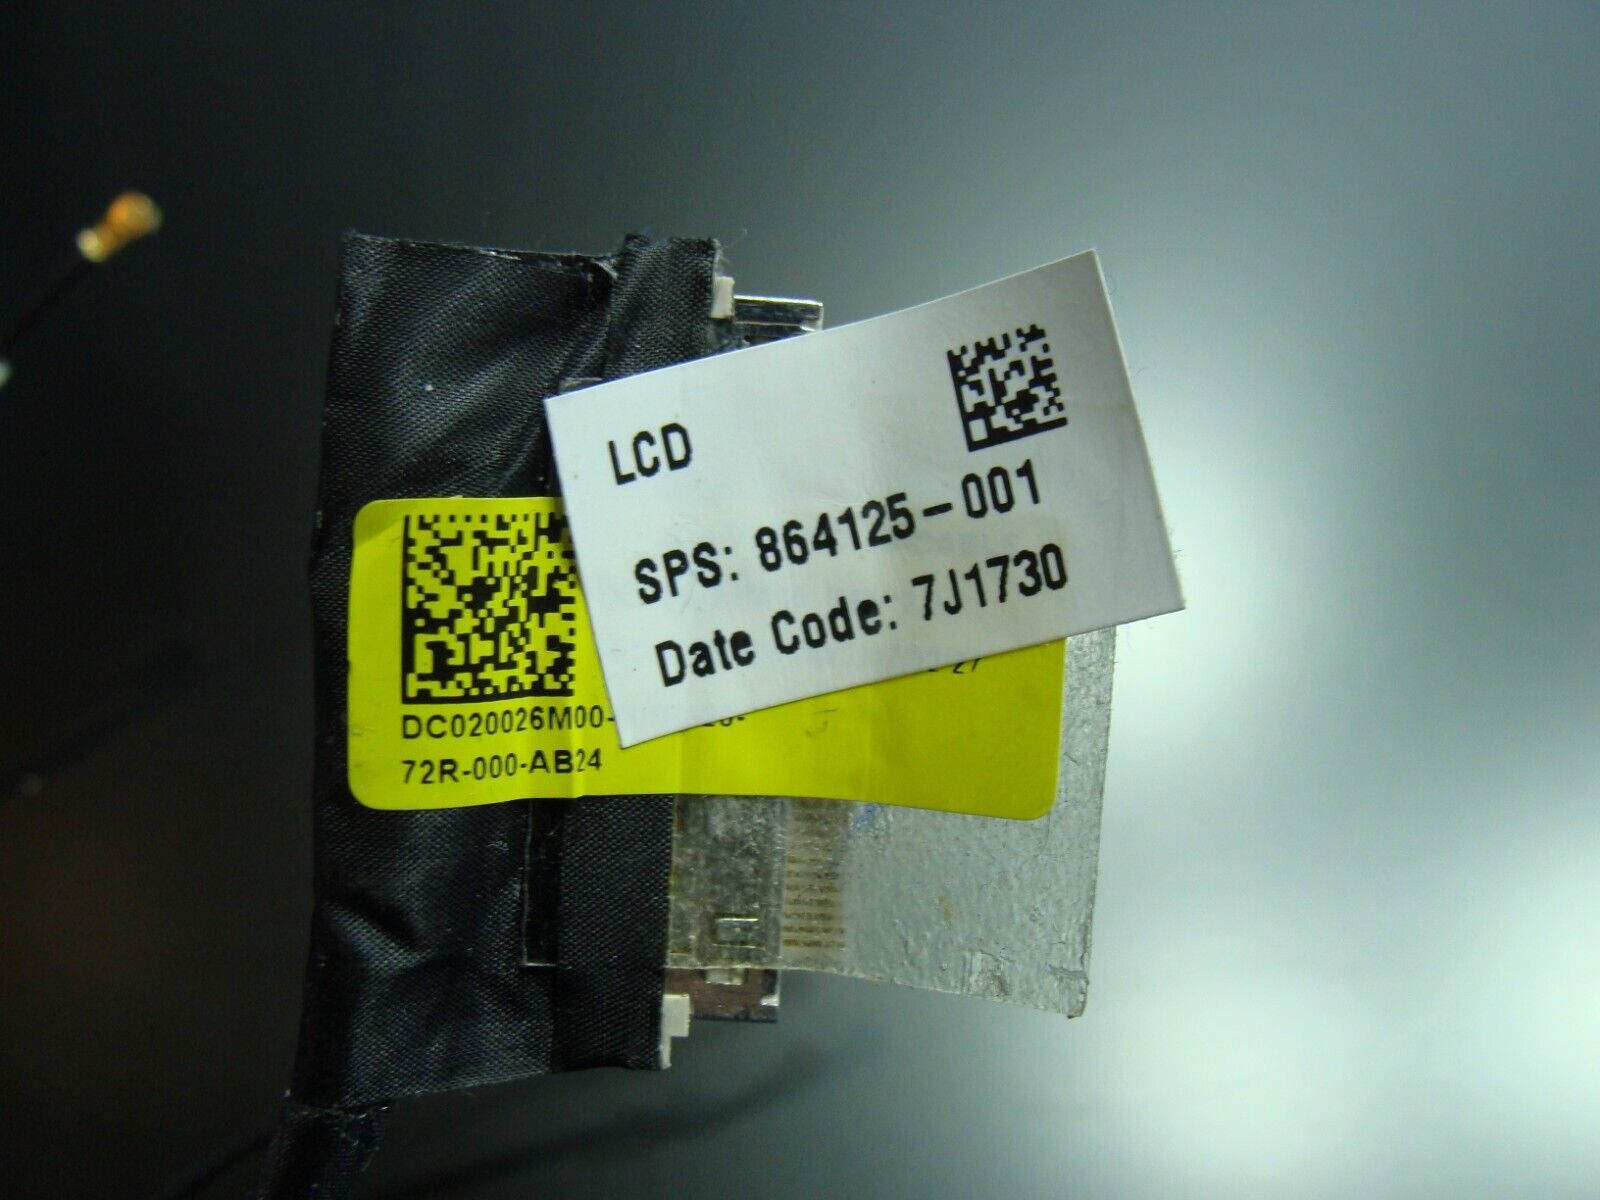 LCD
SPS: 864125-001
Date Code: 7J1730
DC020026M00-
72R-000-AB24